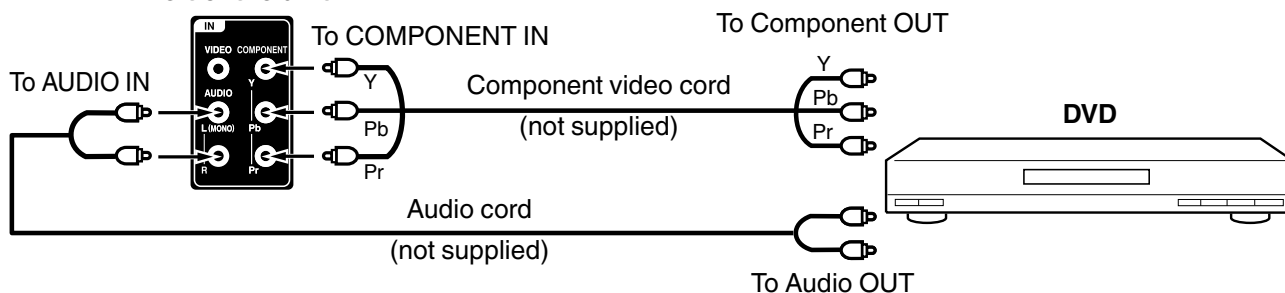 IN
VIDEO COMPONENT
Y
AUDIO
L (MONO)
Pb
R
Pr
To AUDIO IN
To COMPONENT IN
Y
Pb
Pr
Component video cord
(not supplied)
To Component OUT
Y
Pb
Pr
DVD
Audio cord
(not supplied)
To Audio OUT